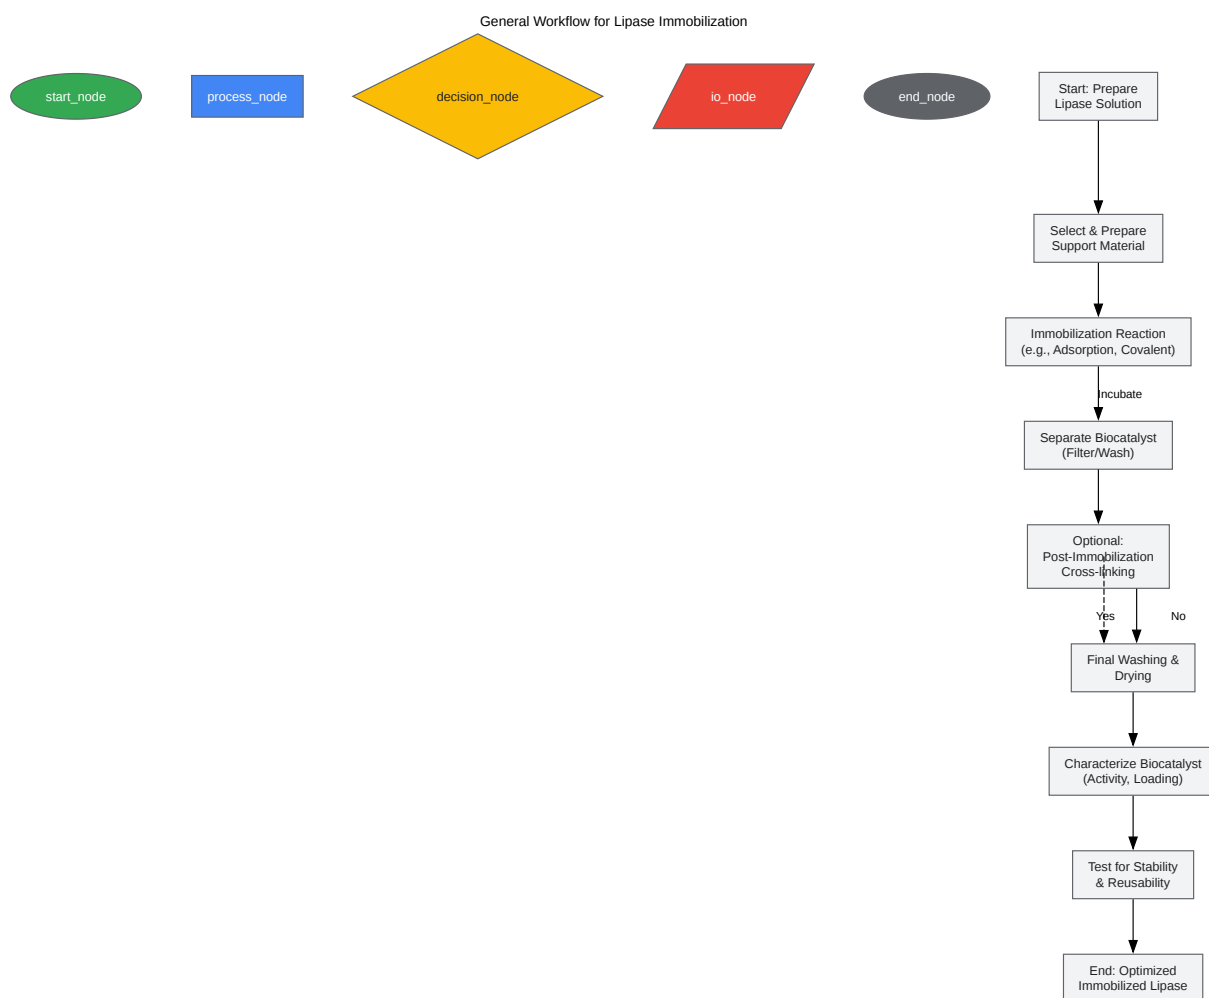 General Workflow for Lipase Immobilization
start_node
process_node
decision_node
io_node
end_node
Start: Prepare
Lipase Solution
Select & Prepare
Support Material
Immobilization Reaction
(e.g., Adsorption, Covalent)
Incubate
Separate Biocatalyst
(Filter/Wash)
Optional:
Post-Immobilization
Cross-linking
Yes
No
Final Washing &
Drying
Characterize Biocatalyst
(Activity, Loading)
Test for Stability
& Reusability
End: Optimized
Immobilized Lipase